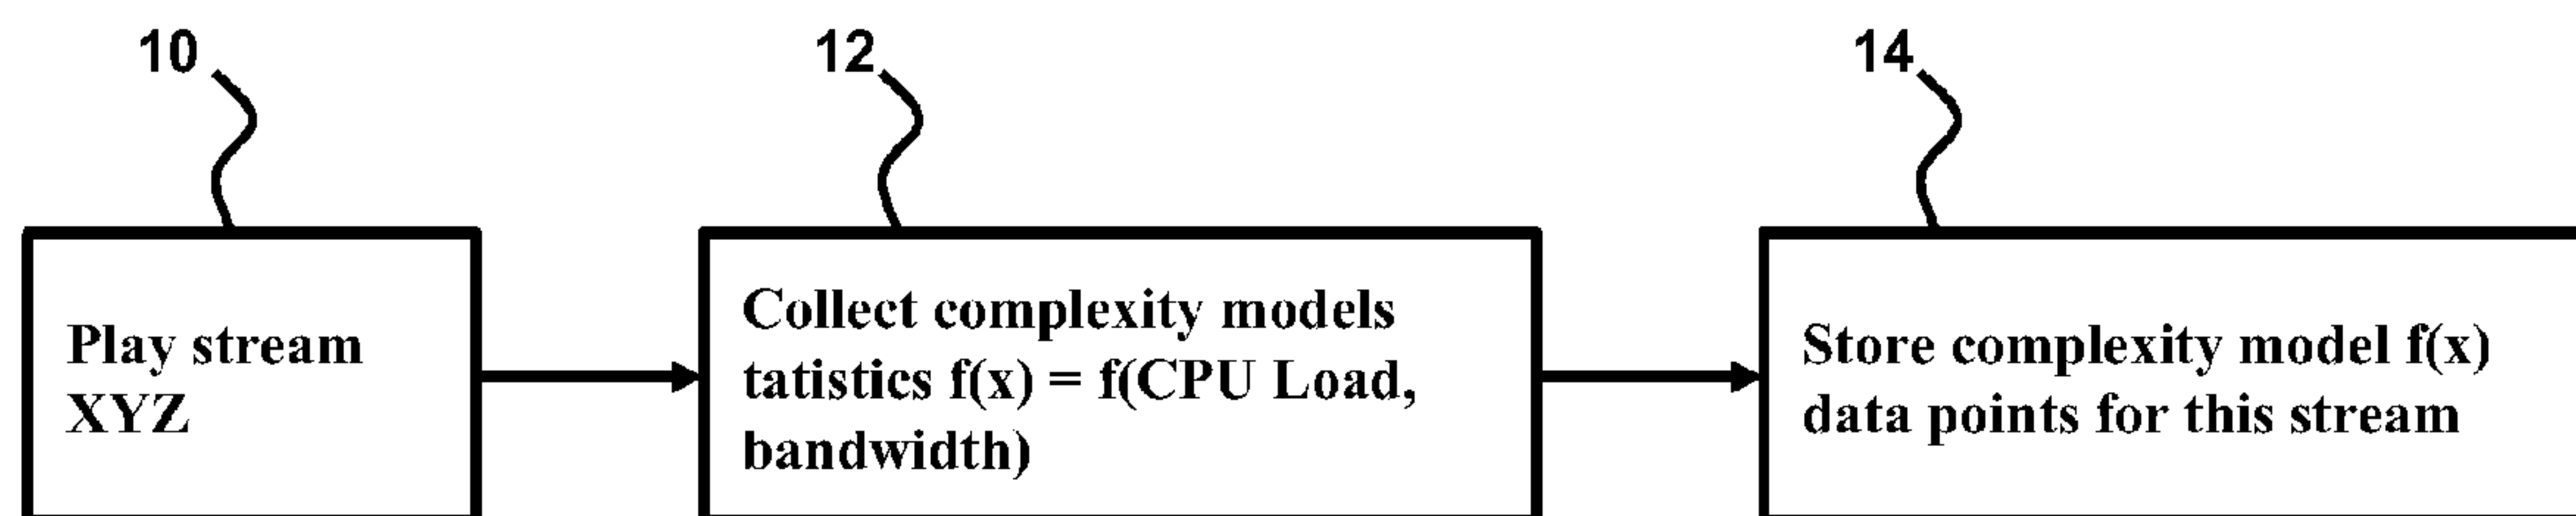 10
12
14
Play stream
XYZ
Collect complexity models
tatistics f(x) = f(CPU Load,
bandwidth)
Store complexity model f(x)
data points for this stream